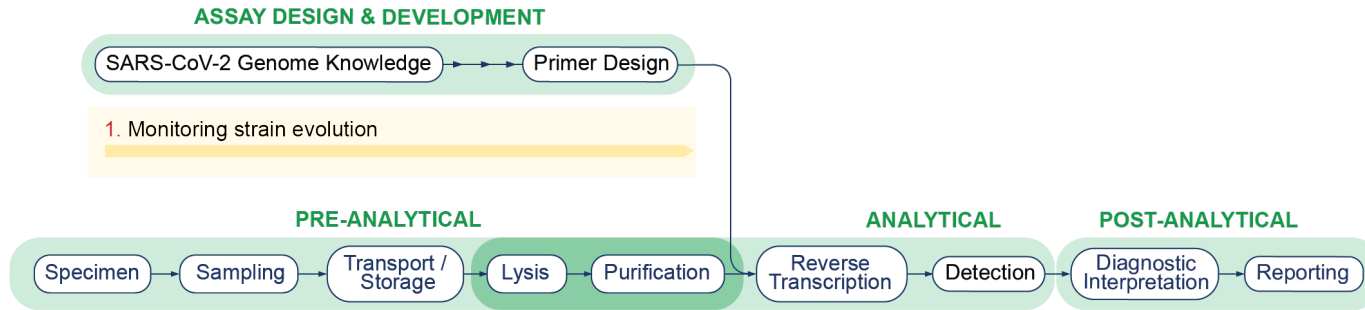 ASSAY DESIGN & DEVELOPMENT
SARS-CoV-2 Genome Knowledge
Primer Design
1. Monitoring strain evolution
PRE-ANALYTICAL
ANALYTICAL
POST-ANALYTICAL
Specimen
Sampling
Transport /
Storage
Lysis
Purification
Reverse
Transcription
Detection
Diagnostic
Interpretation
Reporting